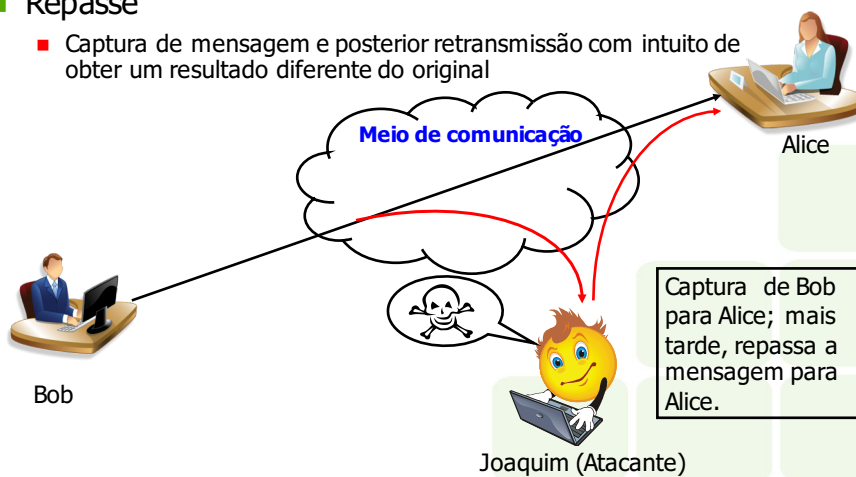 Repasse
Captura de mensagem e posterior retransmissão com intuito de
obter um resultado diferente do original
Meio de comunicação
Alice
Captura de Bob
para Alice; mais
tarde, repassa a
mensagem para
Alice.
Bob
Joaquim (Atacante)